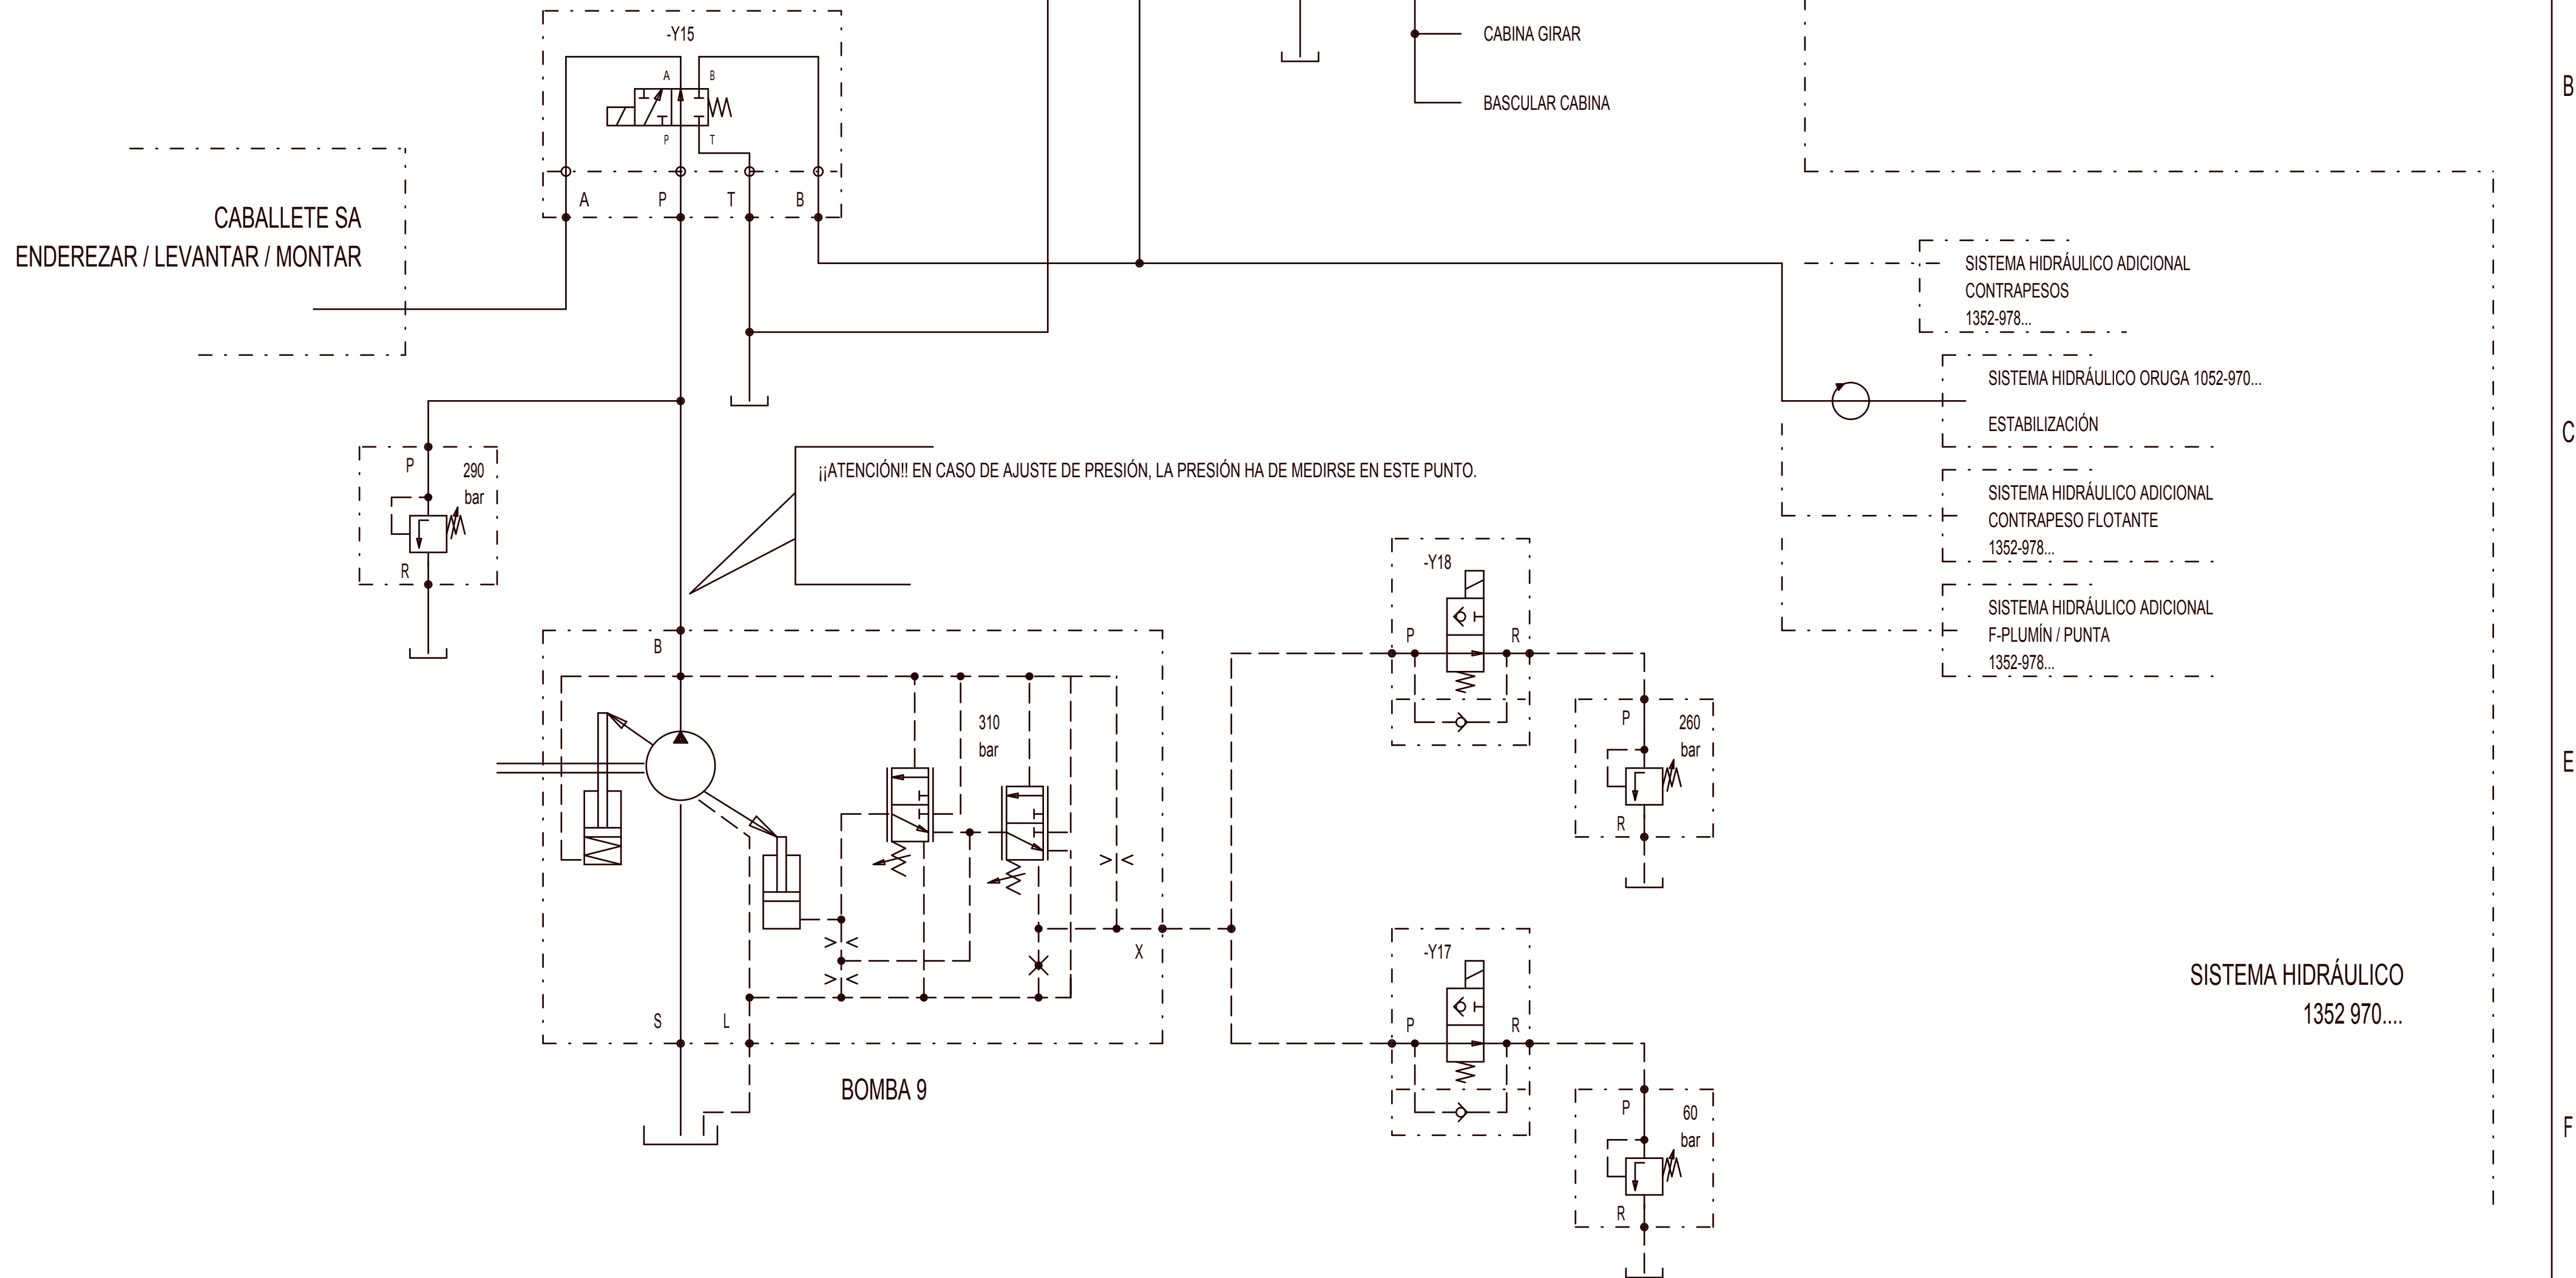 -Y15
A
B
P
T
A
P
T
B
CABINA GIRAR
BASCULAR CABINA
B
CABALLETE SA
ENDEREZAR / LEVANTAR / MONTAR
SISTEMA HIDRÁULICO ADICIONAL
CONTRAPESOS
1352-978...
SISTEMA HIDRÁULICO ORUGA 1052-970...
ESTABILIZACIÓN
C
P
290
bar
R
¡¡ATENCIÓN!! EN CASO DE AJUSTE DE PRESIÓN, LA PRESIÓN HA DE MEDIRSE EN ESTE PUNTO.
SISTEMA HIDRÁULICO ADICIONAL
CONTRAPESO FLOTANTE
1352-978...
SISTEMA HIDRÁULICO ADICIONAL
F-PLUMÍN / PUNTA
1352-978...
-Y18
P
R
B
310
bar
P
260
bar
R
E
X
S
L
BOMBA 9
-Y17
P
R
P
60
bar
R
SISTEMA HIDRÁULICO
1352 970....
F